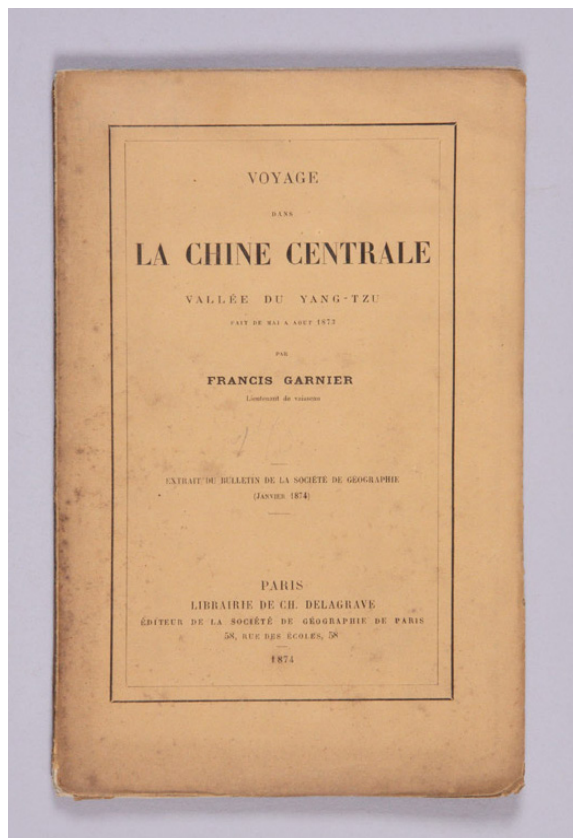 VOYAGE
DANS
LA CHINE CENTRALE
VALLÉE DU YANG-TZU
FAIT DE MAI A AOUT 1873
PAR
FRANCIS GARNIER
Lieutenant de vaisseau
EXTRAIT DU BULLETIN DE LA SOCIÉTÉ DE GÉOGRAPHIE
(JANVIER 1874)
PARIS
LIBRAIRIE DE CH. DELAGRAVE
ÉDITEUR DE LA SOCIÉTÉ DE GÉOGRAPHIE DE PARIS
58, RUE DES ÉCOLES, 58
1874